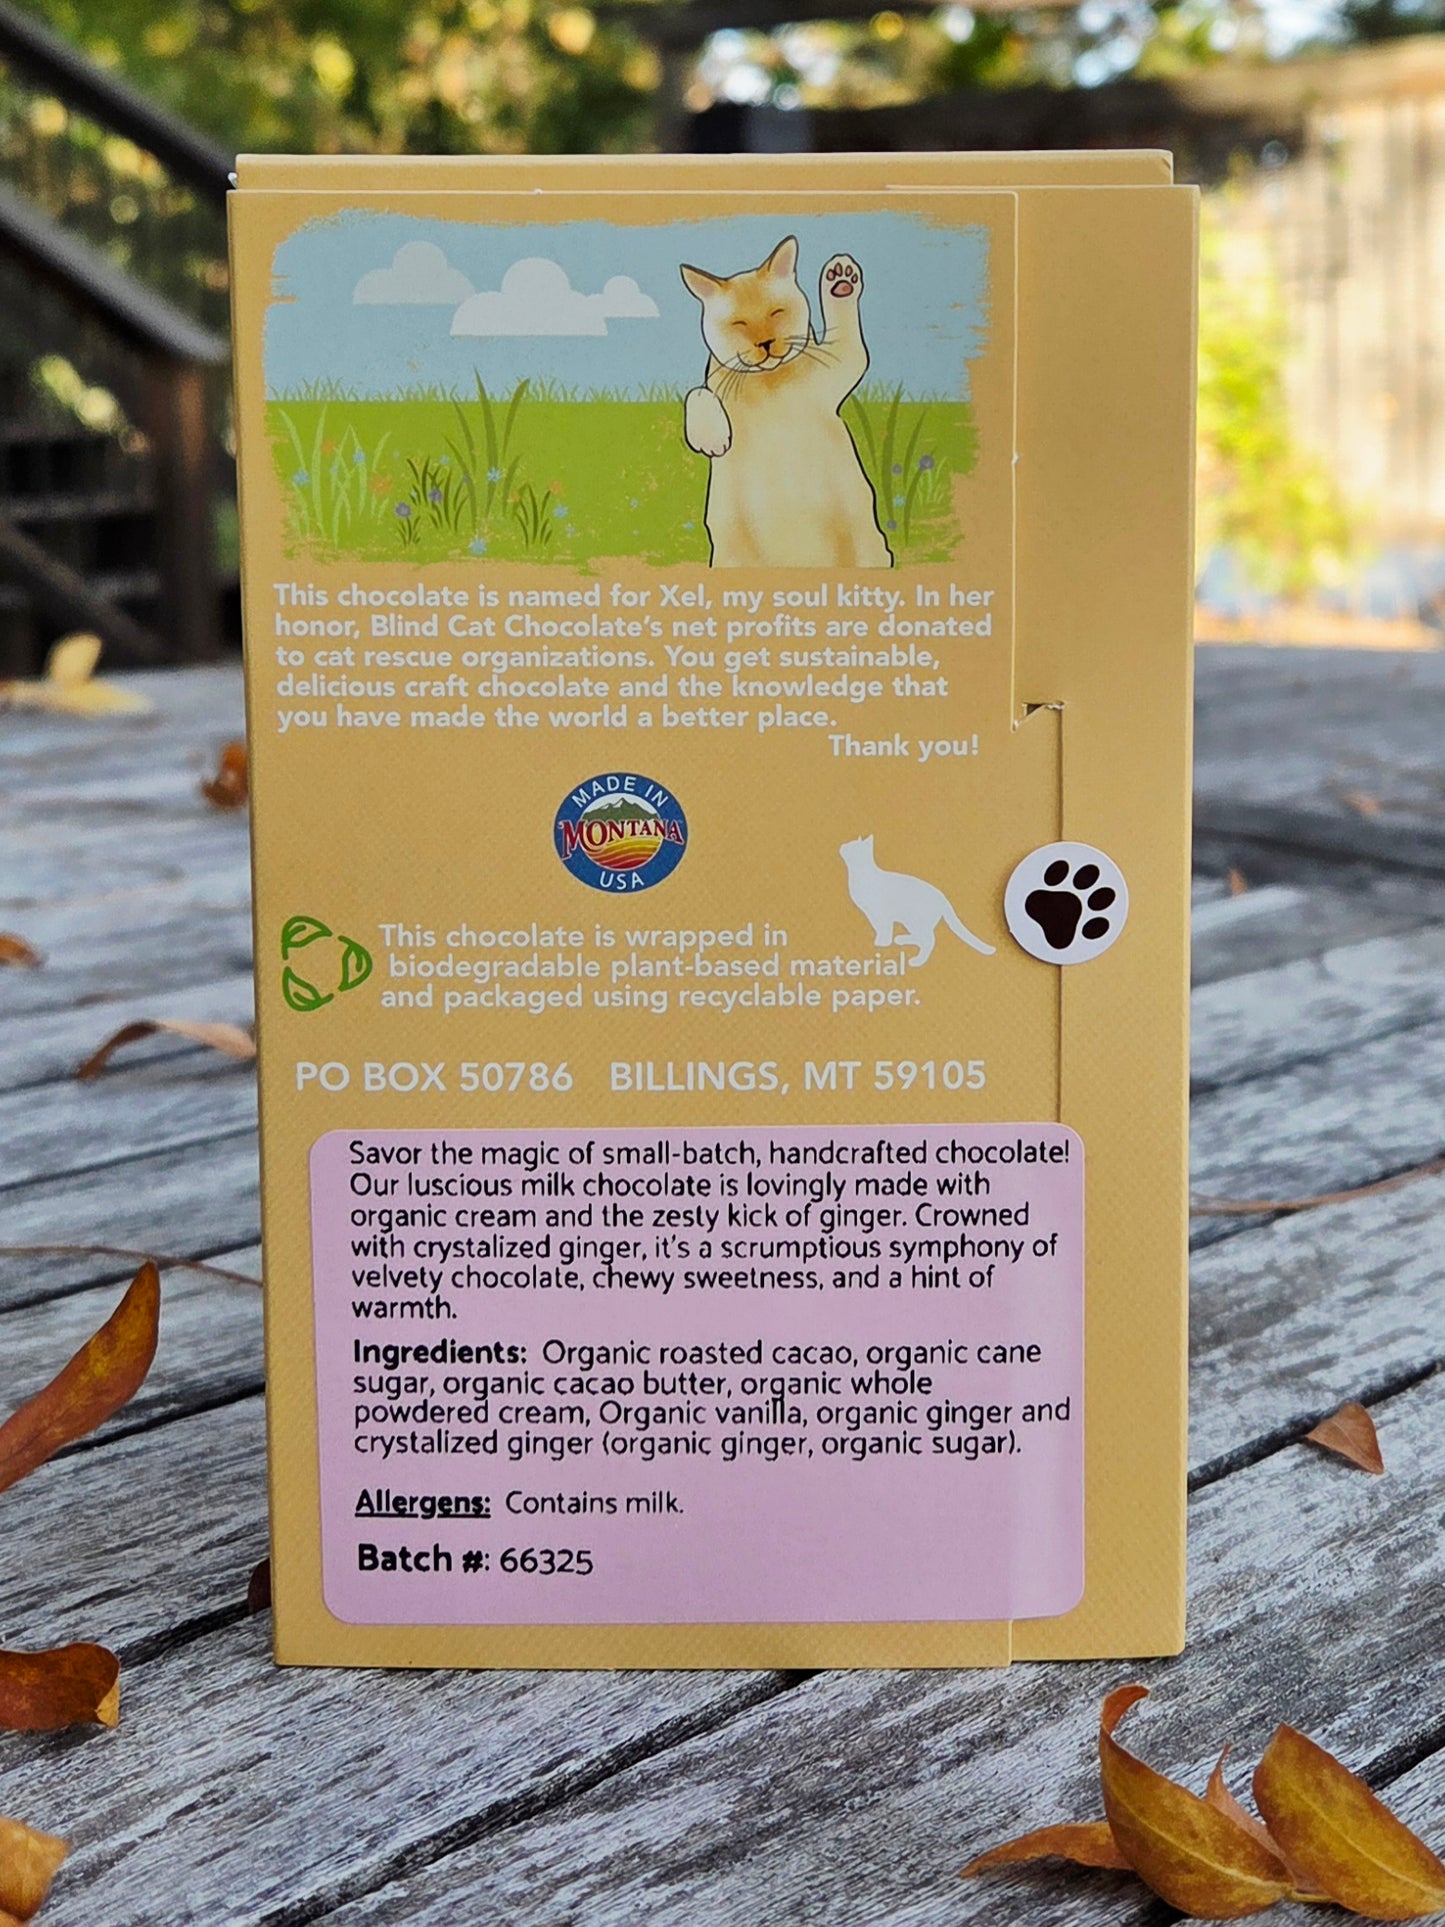 This chocolate is named for Xel, my soul kitty. In her
honor, Blind Cat Chocolate's net profits are donated
to cat rescue organizations. You get sustainable,
delicious craft chocolate and the knowledge that
you have made the world a better place.
Thank you!
MADE IN
MONTANA
USA
This chocolate is wrapped in
biodegradable plant-based material
and packaged using recyclable paper.
PO BOX 50786 BILLINGS, MT 59105
Savor the magic of small-batch, handcrafted chocolate!
Our luscious milk chocolate is lovingly made with
organic cream and the zesty kick of ginger. Crowned
with crystalized ginger, it's a scrumptious symphony of
velvety chocolate, chewy sweetness, and a hint of
warmth.
Ingredients: Organic roasted cacao, organic cane
sugar, organic cacao butter, organic whole
powdered cream, Organic vanilla, organic ginger and
crystalized ginger (organic ginger, organic sugar).
Allergens: Contains milk.
Batch #: 66325